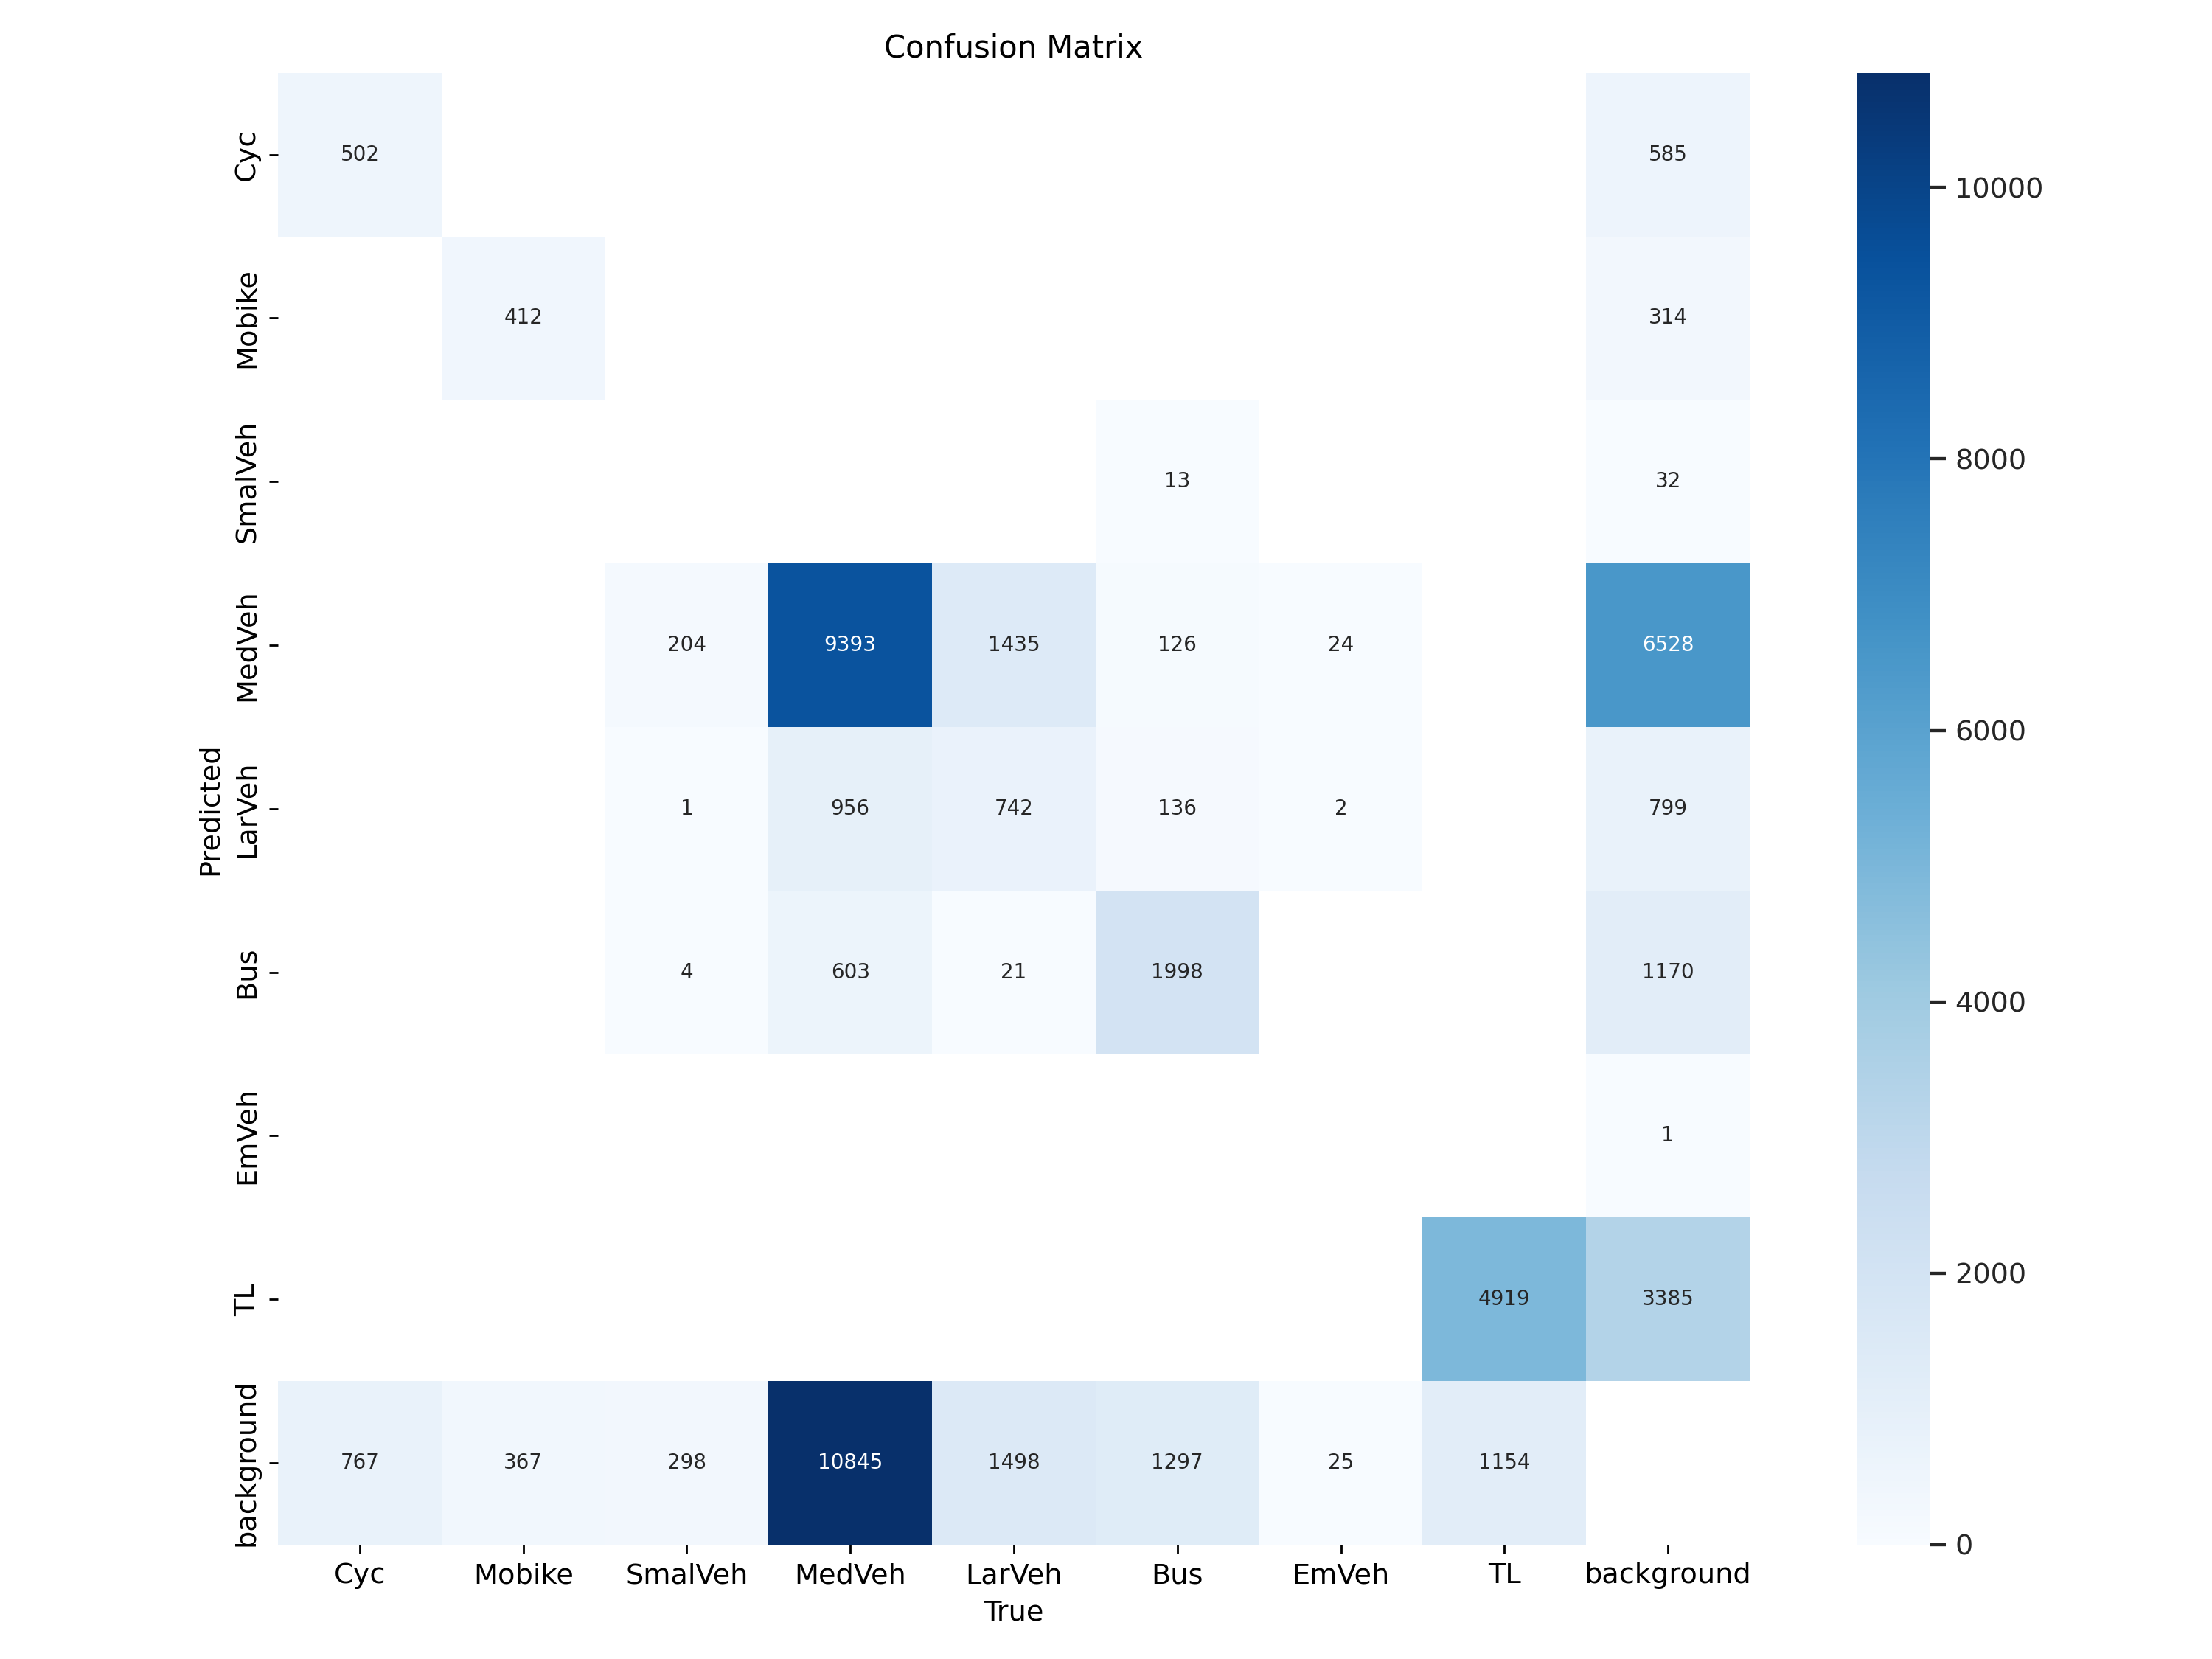 Confusion Matrix
Cyc
502
585
Mobike
412
314
SmalVeh
13
32
MedVeh
204
9393
1435
126
24
6528
LarVeh
1
956
742
136
2
799
Bus
4
603
21
1998
1170
EmVeh
1
TL
4919
3385
background
767
367
298
10845
1498
1297
25
1154
Predicted
Cyc
Mobike
SmalVeh
MedVeh
LarVeh
Bus
EmVeh
TL
background
True
10000
8000
6000
4000
2000
0